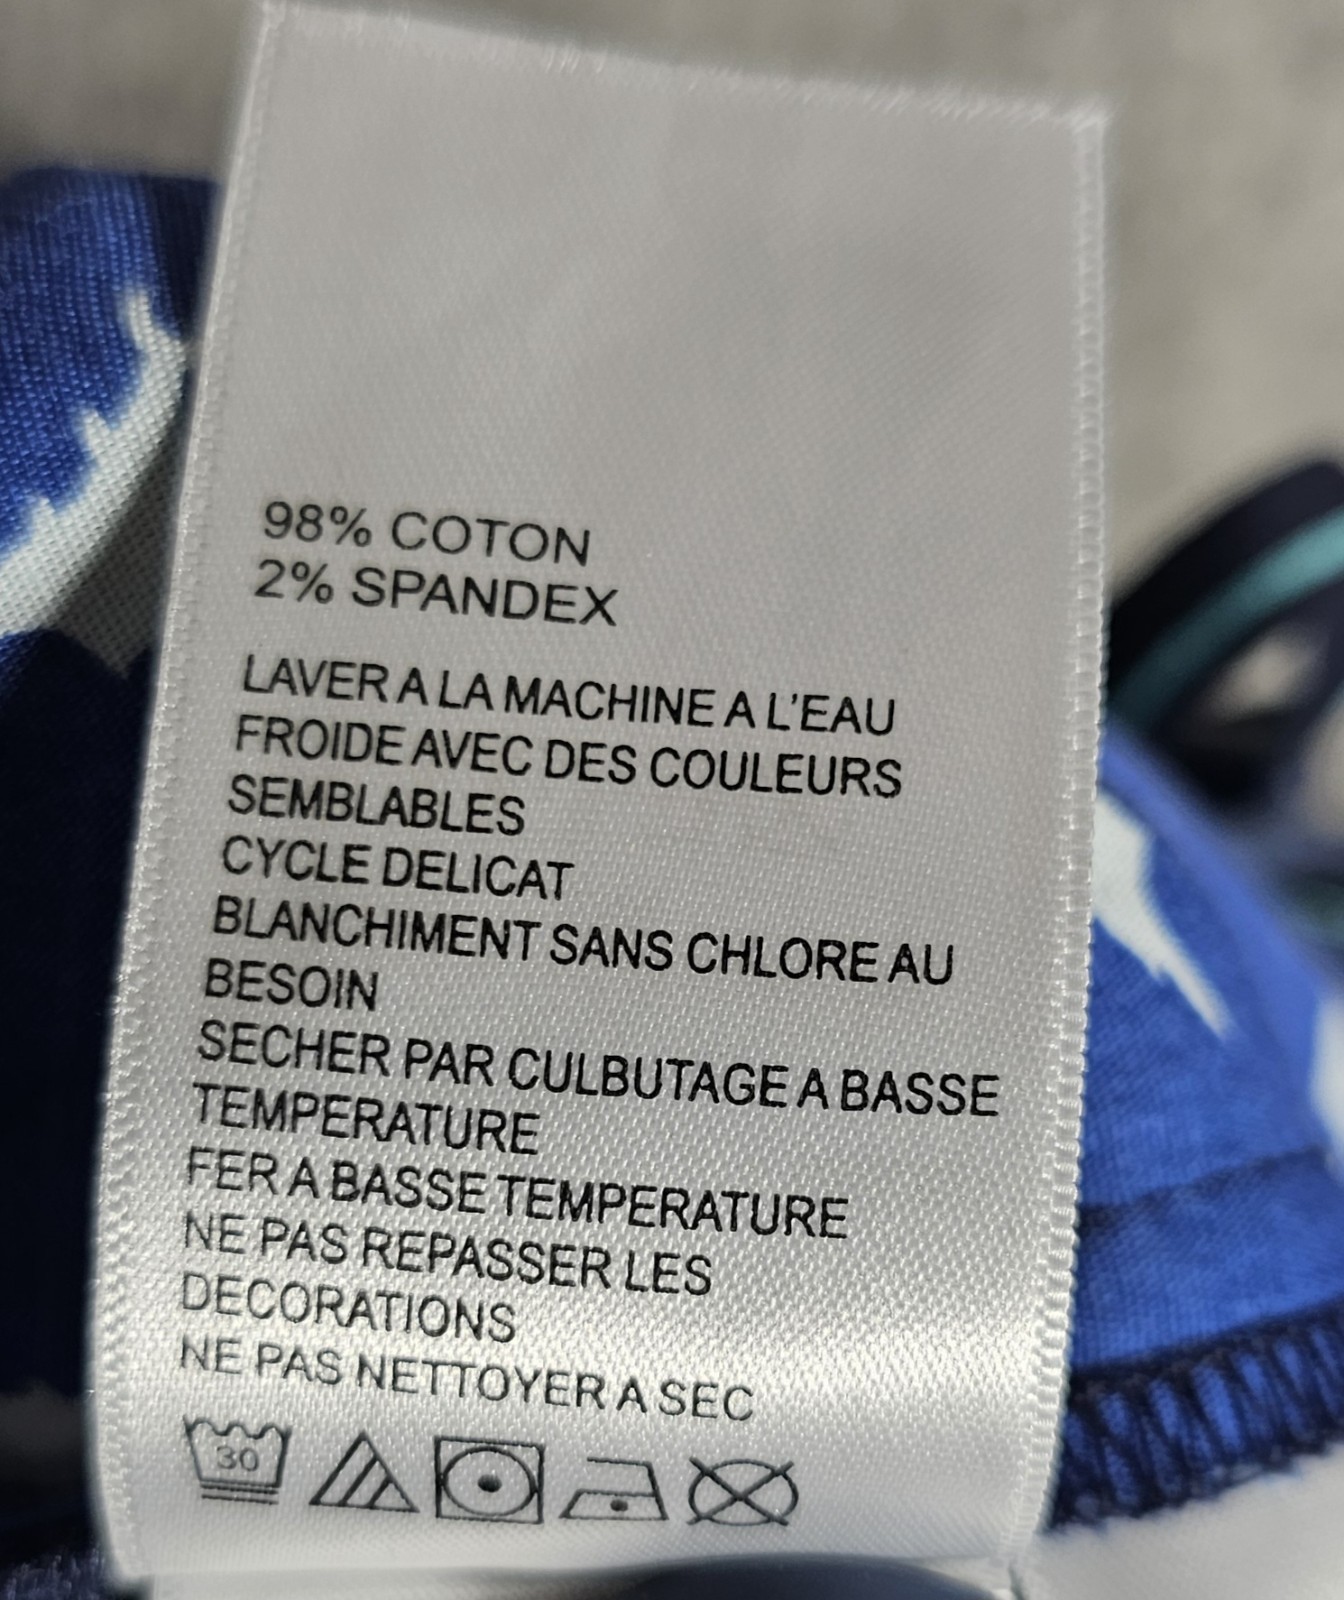 98% COTON
2% SPANDEX
LAVER A LA MACHINE A L'EAU
FROIDE AVEC DES COULEURS
SEMBLABLES
CYCLE DELICAT
BLANCHIMENT SANS CHLORE AU
BESOIN
SECHER PAR CULBUTAGE A BASSE
TEMPERATURE
FER A BASSE TEMPERATURE
NE PAS REPASSER LES
DECORATIONS
NE PAS NETTOYER A SEC
30